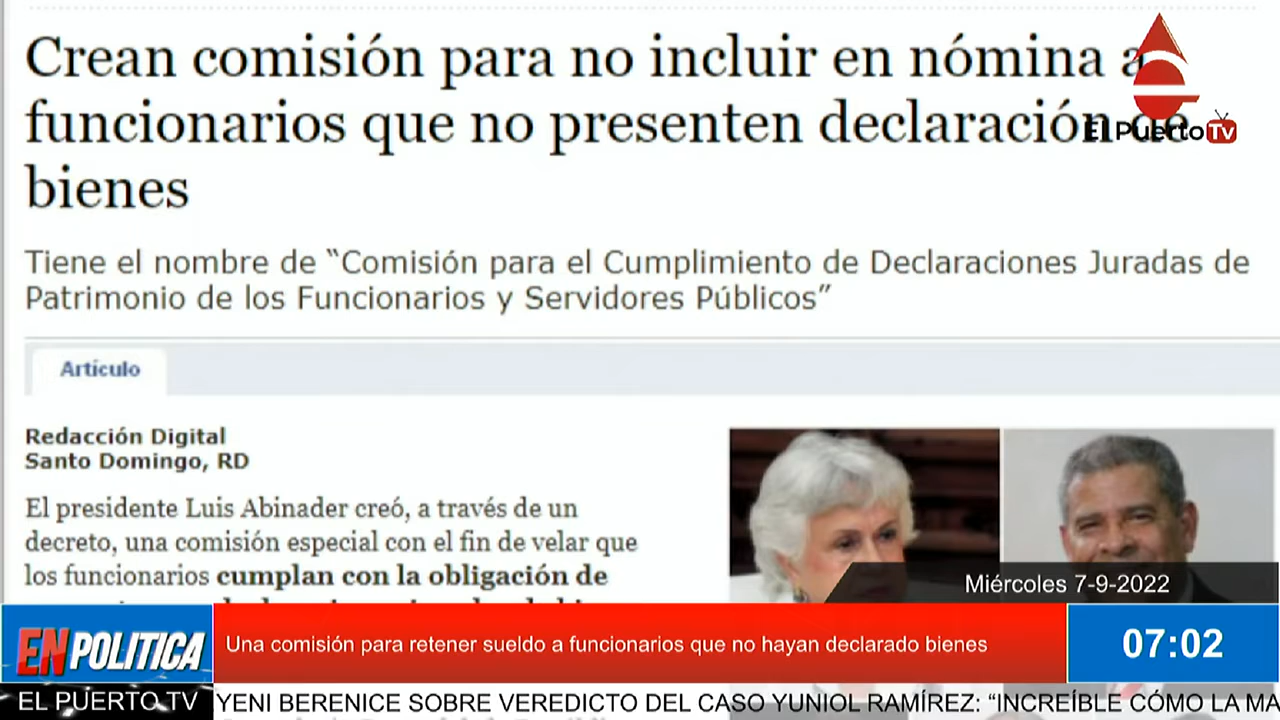 Crean comisión para no incluir en nómina a
funcionarios que no presenten declaración de
bienes
El Puerto TV
Tiene el nombre de “Comisión para el Cumplimiento de Declaraciones Juradas de
Patrimonio de los Funcionarios y Servidores Públicos”
Artículo
Redacción Digital
Santo Domingo, RD
El presidente Luis Abinader creó, a través de un
decreto, una comisión especial con el fin de velar que
los funcionarios cumplan con la obligación de
Miércoles 7-9-2022
EN POLITICA
Una comisión para retener sueldo a funcionarios que no hayan declarado bienes
07:02
EL PUERTO TV
YENI BERENICE SOBRE VEREDICTO DEL CASO YUNIOL RAMÍREZ: “INCREÍBLE CÓMO LA MA